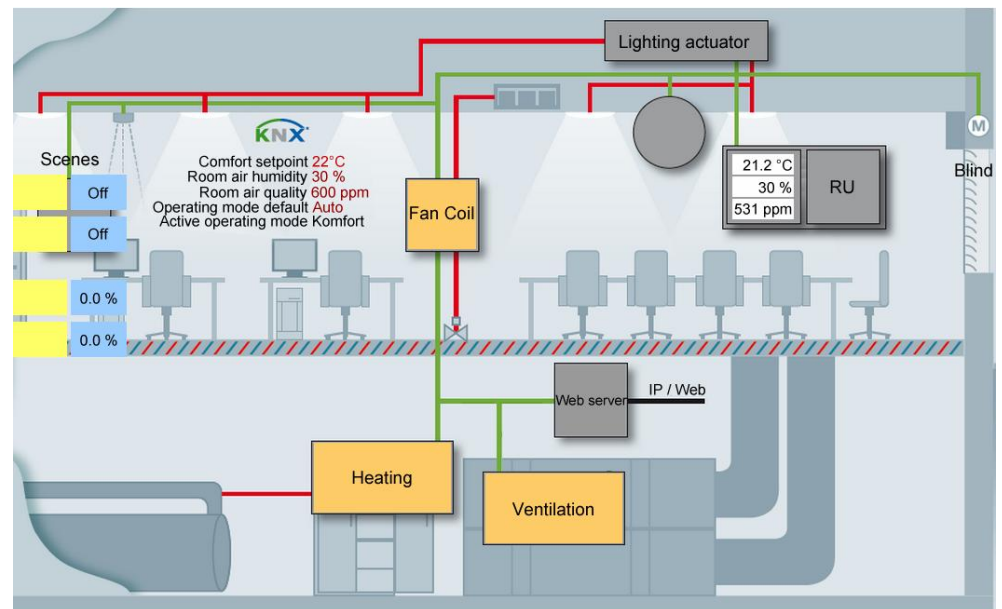 Lighting actuator
KNX
M
Scenes
Comfort setpoint 22°C
Room air humidity 30 %
Room air quality 600 ppm
Operating mode default Auto
Active operating mode Komfort
21.2 °C
30 %
531 ppm
RU
Blind
Off
Off
Fan Coil
0.0 %
0.0 %
Web server
IP / Web
Heating
Ventilation